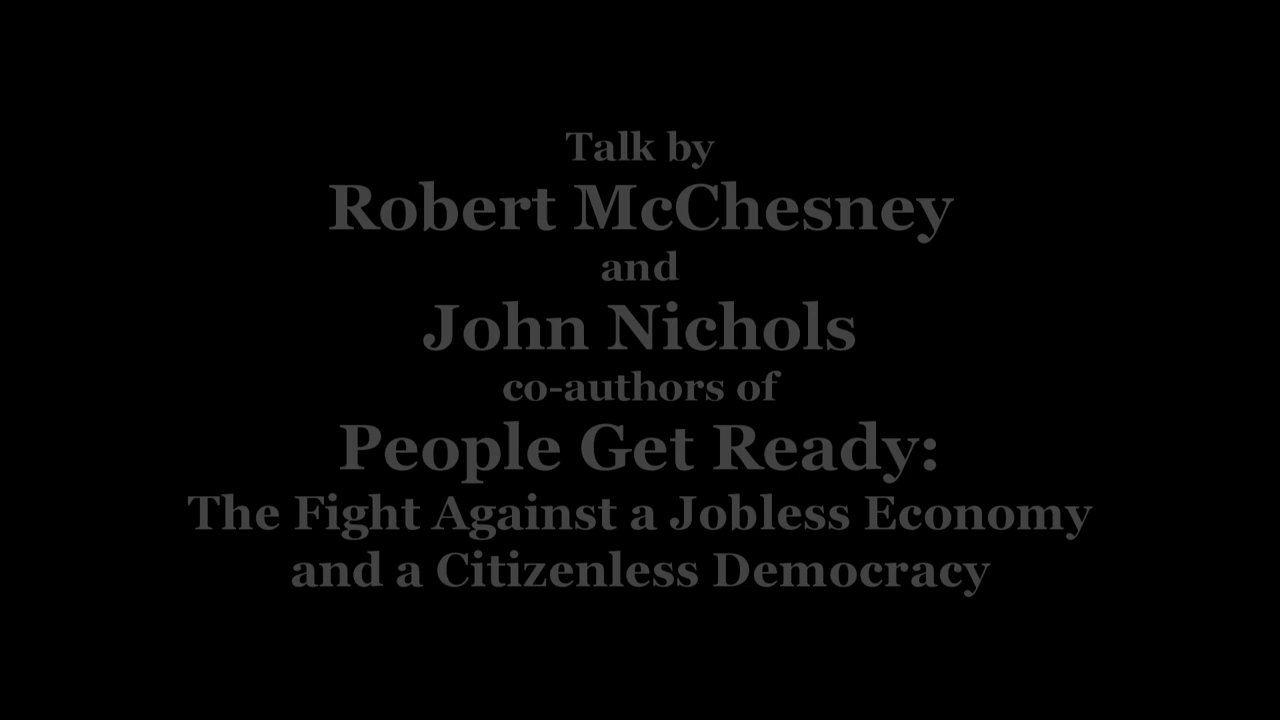 Talk by
Robert McChesney
and
John Nichols
co-authors of
People Get Ready:
The Fight Against a Jobless Economy
and a Citizenless Democracy